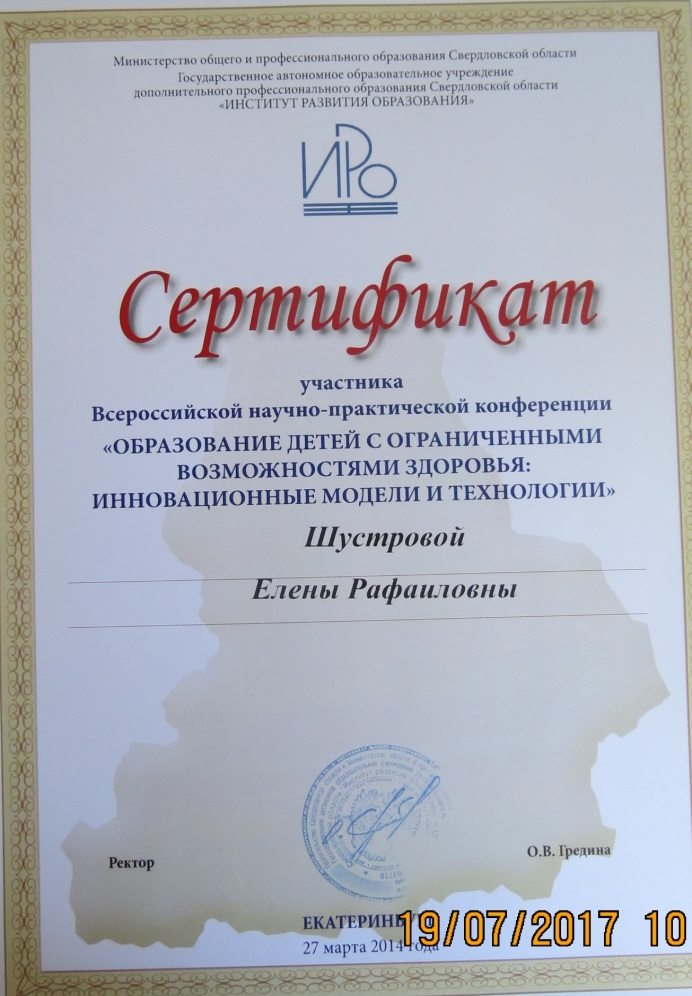 Министерство общего и профессионального образования Свердловской области
Государственное автономное образовательное учреждение
дополнительного профессионального образования Свердловской области
«ИНСТИТУТ РАЗВИТИЯ ОБРАЗОВАНИЯ»
ИРО
Сертификат
участника
Всероссийской научно-практической конференции
«ОБРАЗОВАНИЕ ДЕТЕЙ С ОГРАНИЧЕННЫМИ
ВОЗМОЖНОСТЯМИ ЗДОРОВЬЯ:
ИННОВАЦИОННЫЕ МОДЕЛИ И ТЕХНОЛОГИИ»
Шустровой
Елены Рафаиловны
Ректор
О.В. Гредина
ЕКАТЕРИНБУРГ
19/07/2017 10
27 марта 2014 года